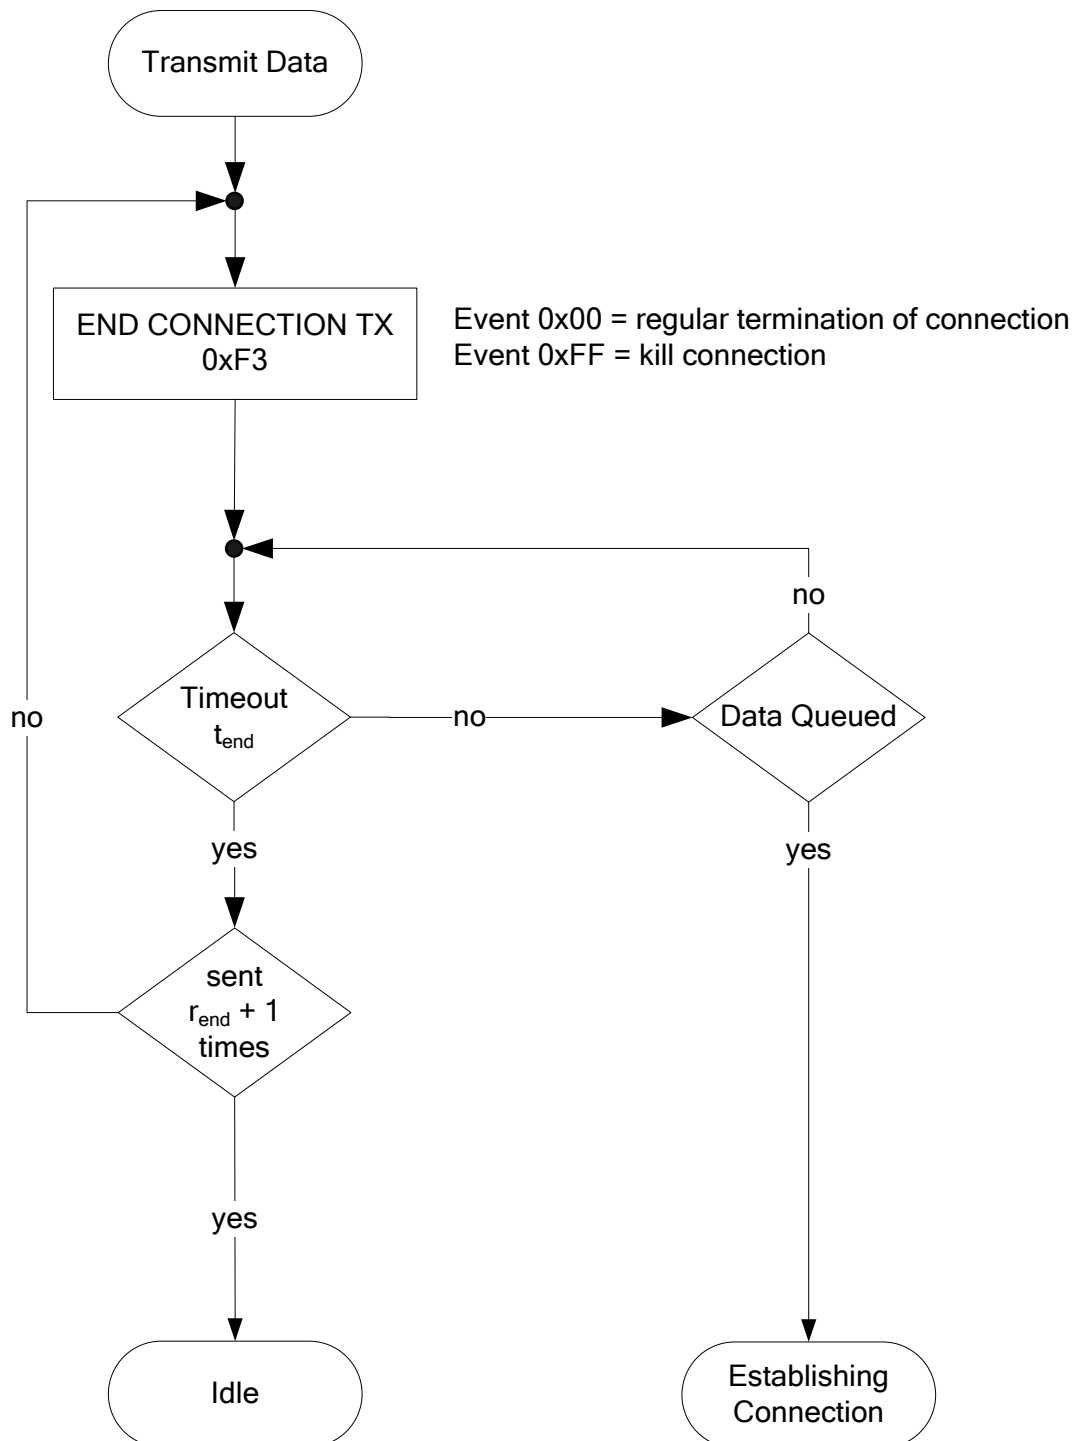 Transmit Data
END CONNECTION TX
0xF3
Event 0x00 = regular termination of connection
Event 0xFF = kill connection
no
Timeout
tend
no
Data Queued
no
yes
yes
sent
rend + 1
times
yes
Idle
Establishing
Connection